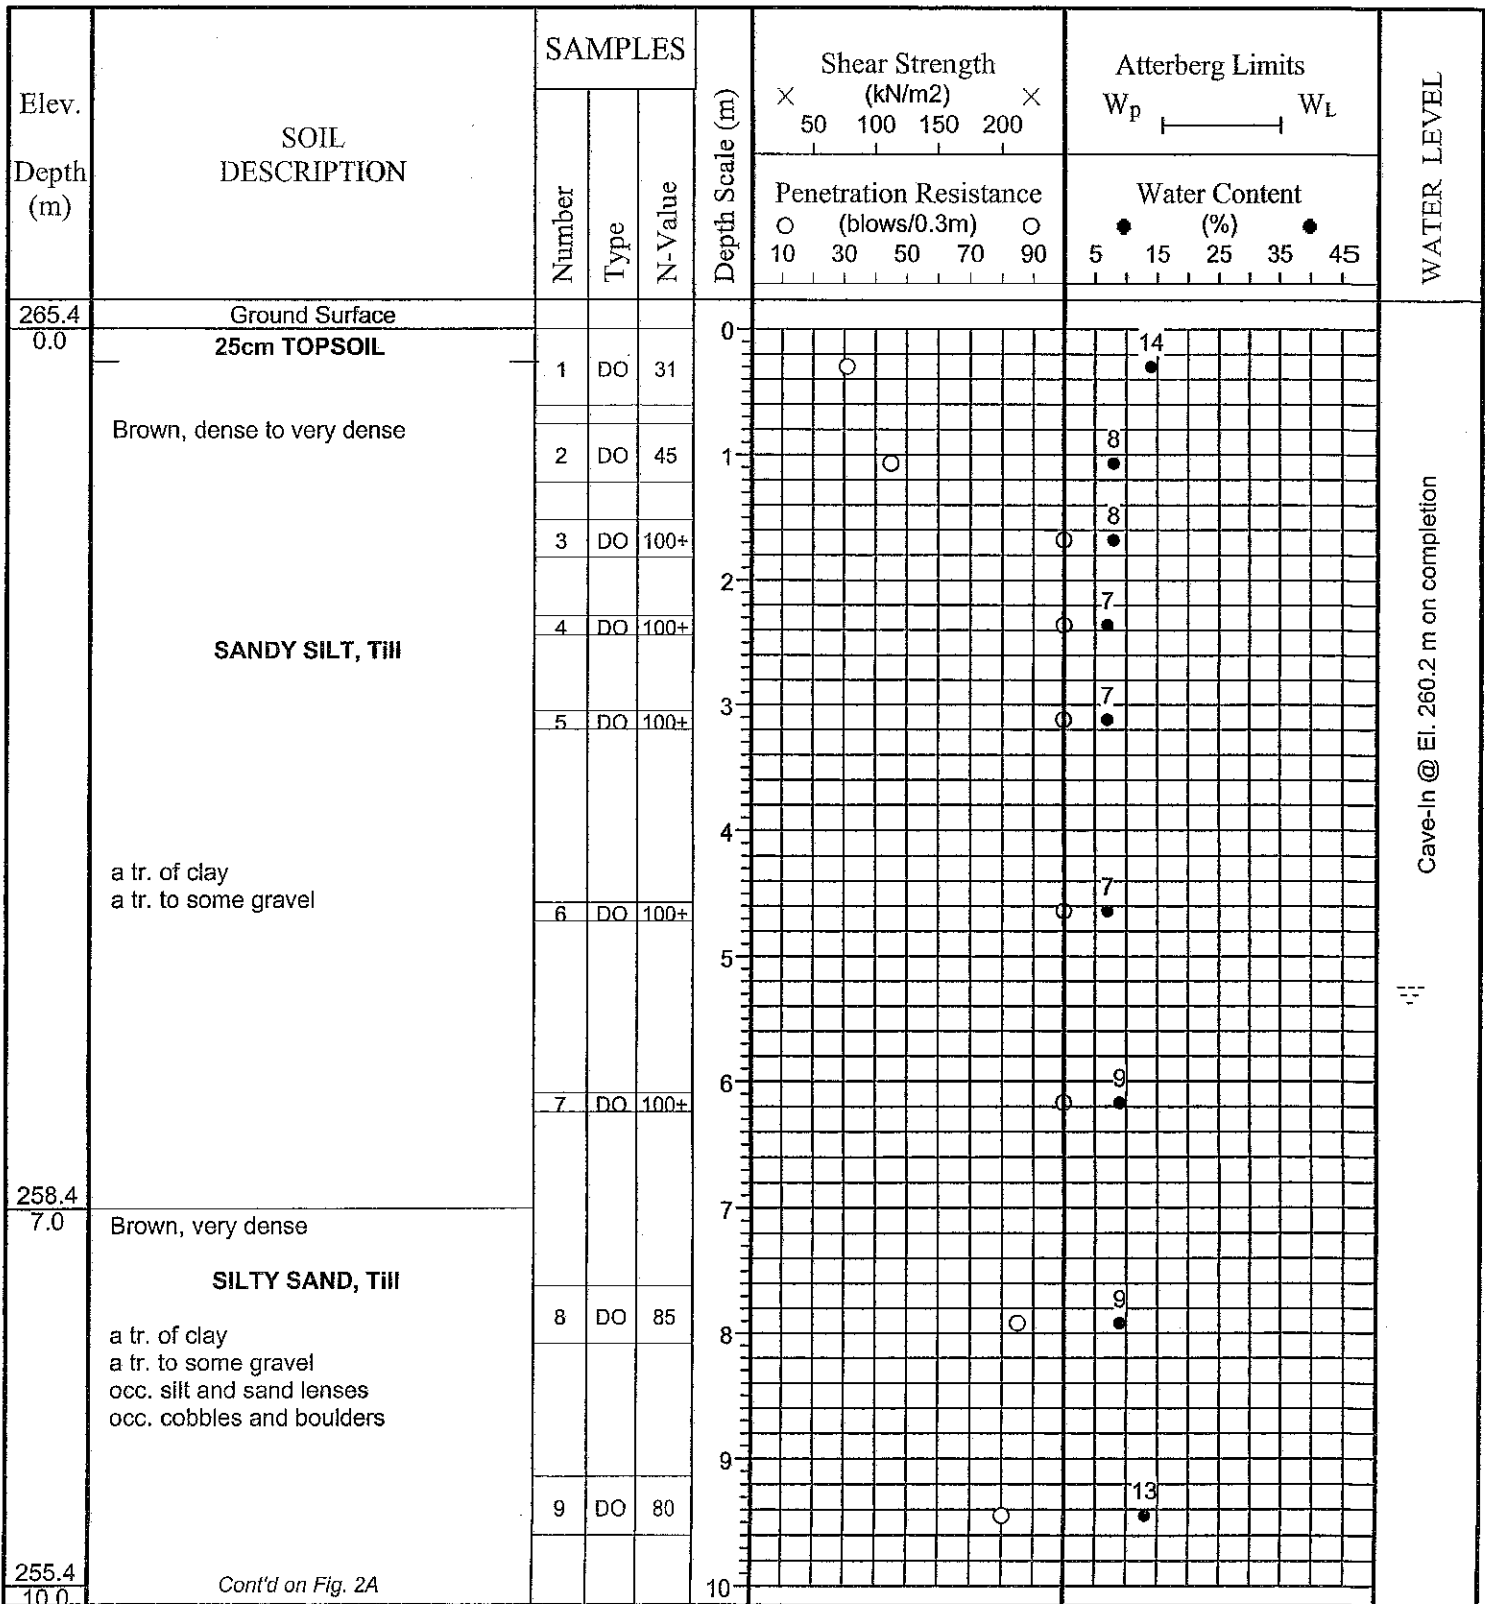 Elev.
Depth
(m)
SOIL
DESCRIPTION
SAMPLES
Number
Type
N-Value
Depth Scale (m)
Shear Strength
× (kN/m2) ×
50 100 150 200
Penetration Resistance
○ (blows/0.3m) ○
10 30 50 70 90
Atterberg Limits
Wp WL
Water Content
● (%) ●
5 15 25 35 45
WATER LEVEL
265.4 Ground Surface
0.0 25cm TOPSOIL 0
14
1 DO 31
Brown, dense to very dense
8
2 DO 45 1
8
3 DO 100+
2
7
4 DO 100+
SANDY SILT, Till
7
3
5 DO 100+
4
a tr. of clay
a tr. to some gravel
7
6 DO 100+
5
Cave-In @ El. 260.2 m on completion
6
9
7 DO 100+
258.4
7.0 7
Brown, very dense
SILTY SAND, Till
9
8 DO 85
8
a tr. of clay
a tr. to some gravel
occ. silt and sand lenses
occ. cobbles and boulders
9
13
9 DO 80
255.4 Cont'd on Fig. 2A
10.0 10